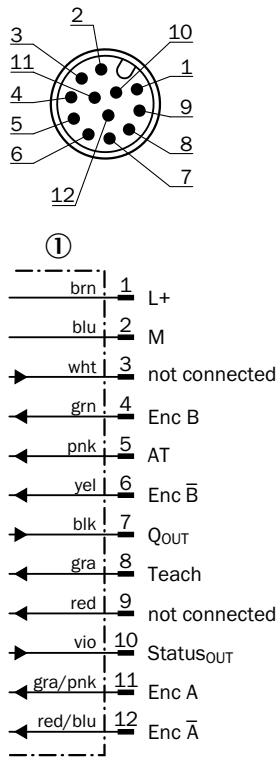 2
3
10
11
1
4
9
5
8
6
7
12
①
brn 1 L+
blu 2 M
wht 3 not connected
grn 4 Enc B
pnk 5 AT
yel 6 Enc B̅
blk 7 QOUT
gra 8 Teach
red 9 not connected
vio 10 StatusOUT
gra/pnk 11 Enc A
red/blu 12 Enc A̅